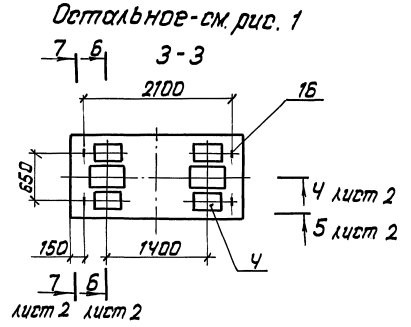 Остальное-см. рис. 1
7 6 3-3
2100
16
650
4 лист 2
5 лист 2
150
1400
4
7 6
лист 2 лист 2